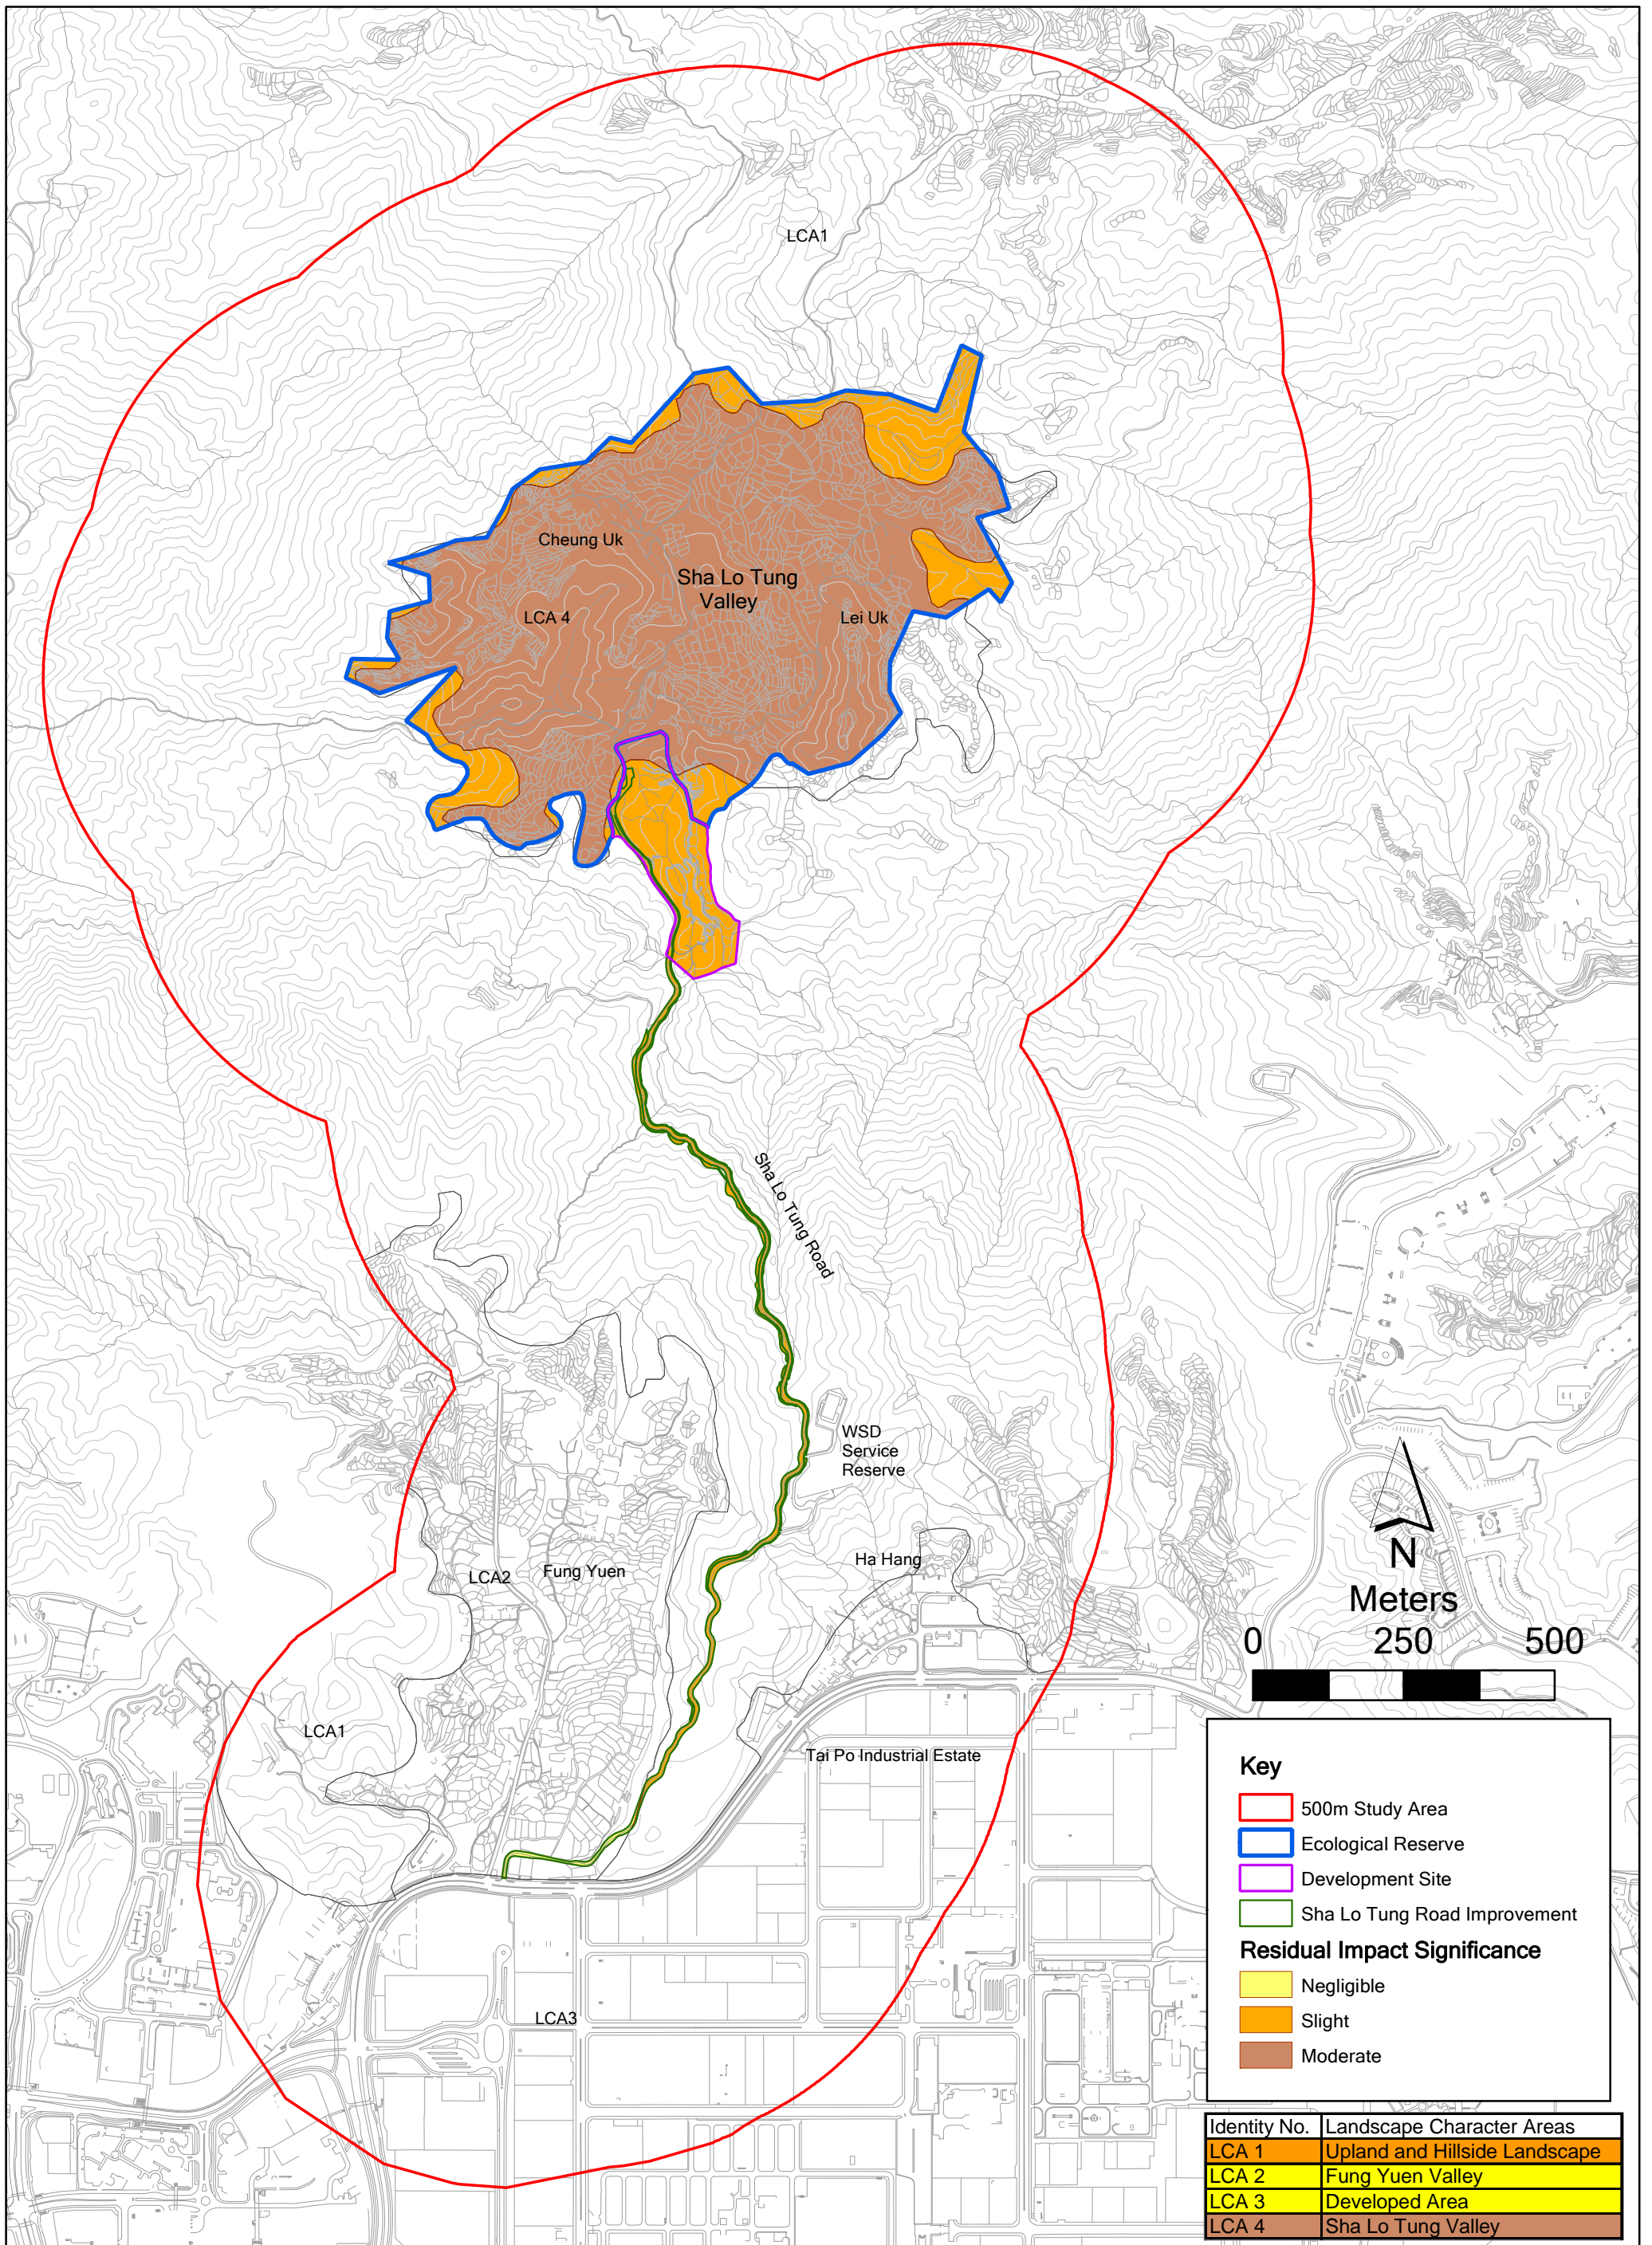 LCA1
Cheung Uk
Sha Lo Tung
Valley
LCA 4
Lei Uk
Sha Lo Tung Road
WSD
Service
Reserve
Ha Hang
LCA2
Fung Yuen
LCA1
Tai Po Industrial Estate
LCA3
N
Meters
0 250 500
Key
500m Study Area
Ecological Reserve
Development Site
Sha Lo Tung Road Improvement
Residual Impact Significance
Negligible
Slight
Moderate
Identity No. Landscape Character Areas
LCA 1 Upland and Hillside Landscape
LCA 2 Fung Yuen Valley
LCA 3 Developed Area
LCA 4 Sha Lo Tung Valley